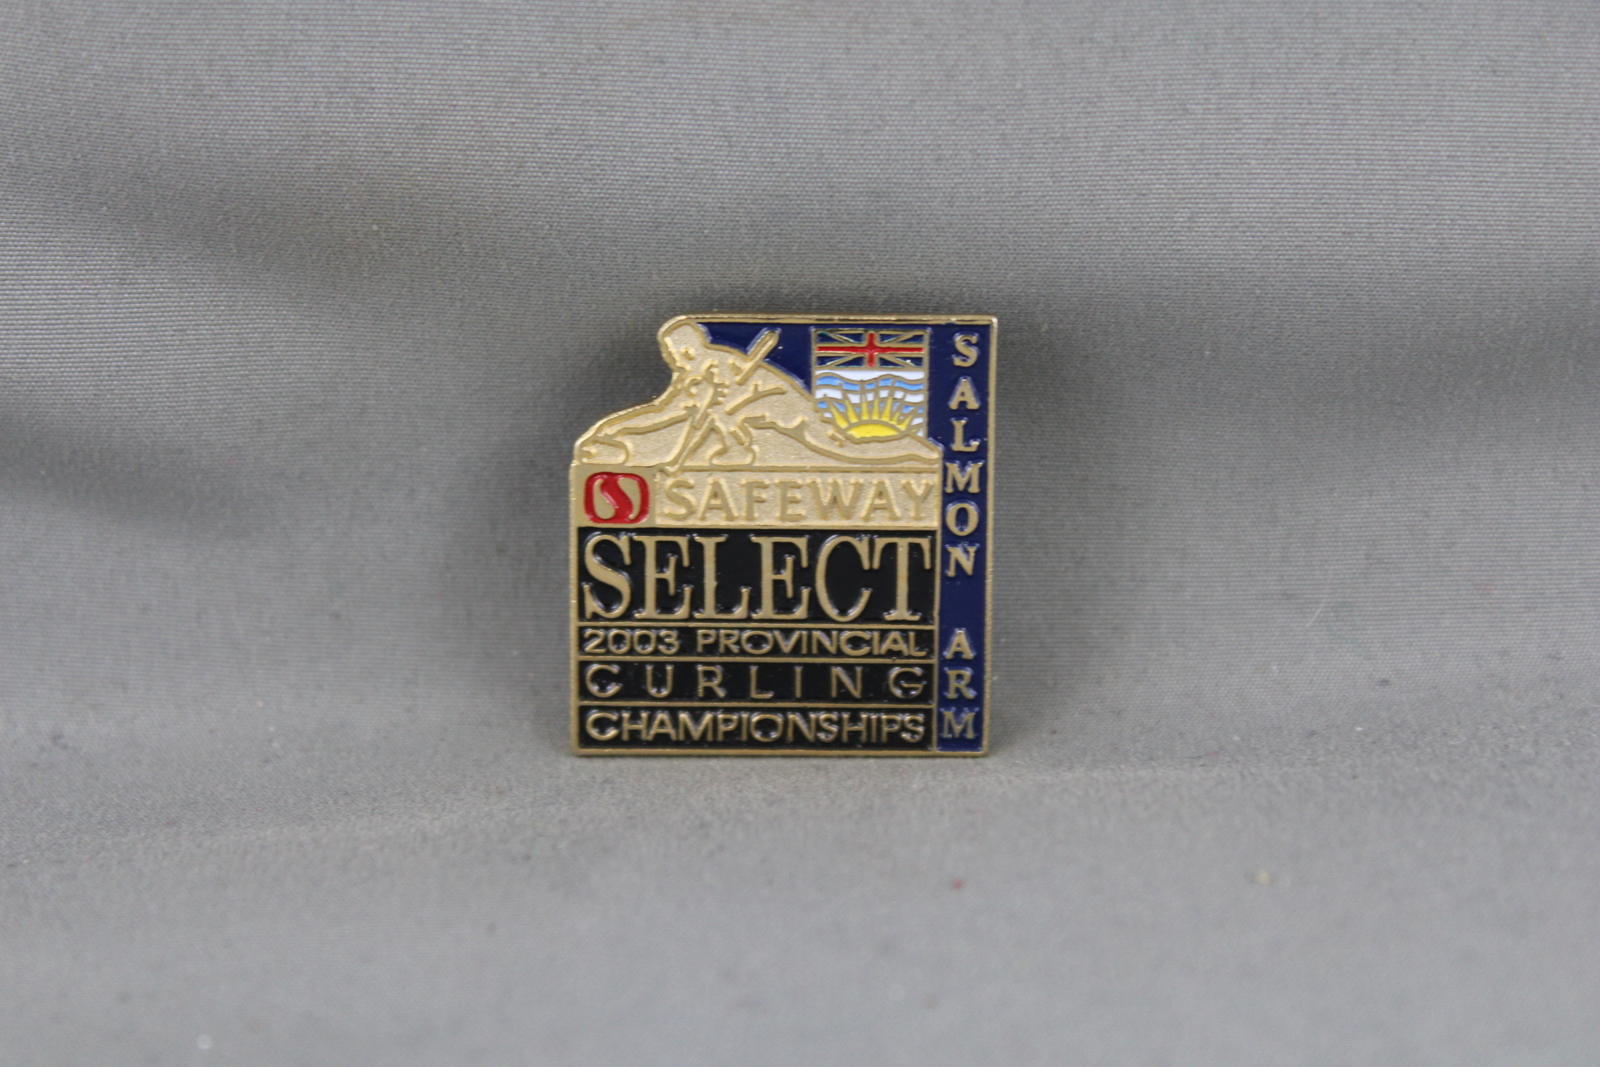 SAFEWAY
SELECT
2003 PROVINCIAL
CURLING
CHAMPIONSHIPS
SALMON ARM